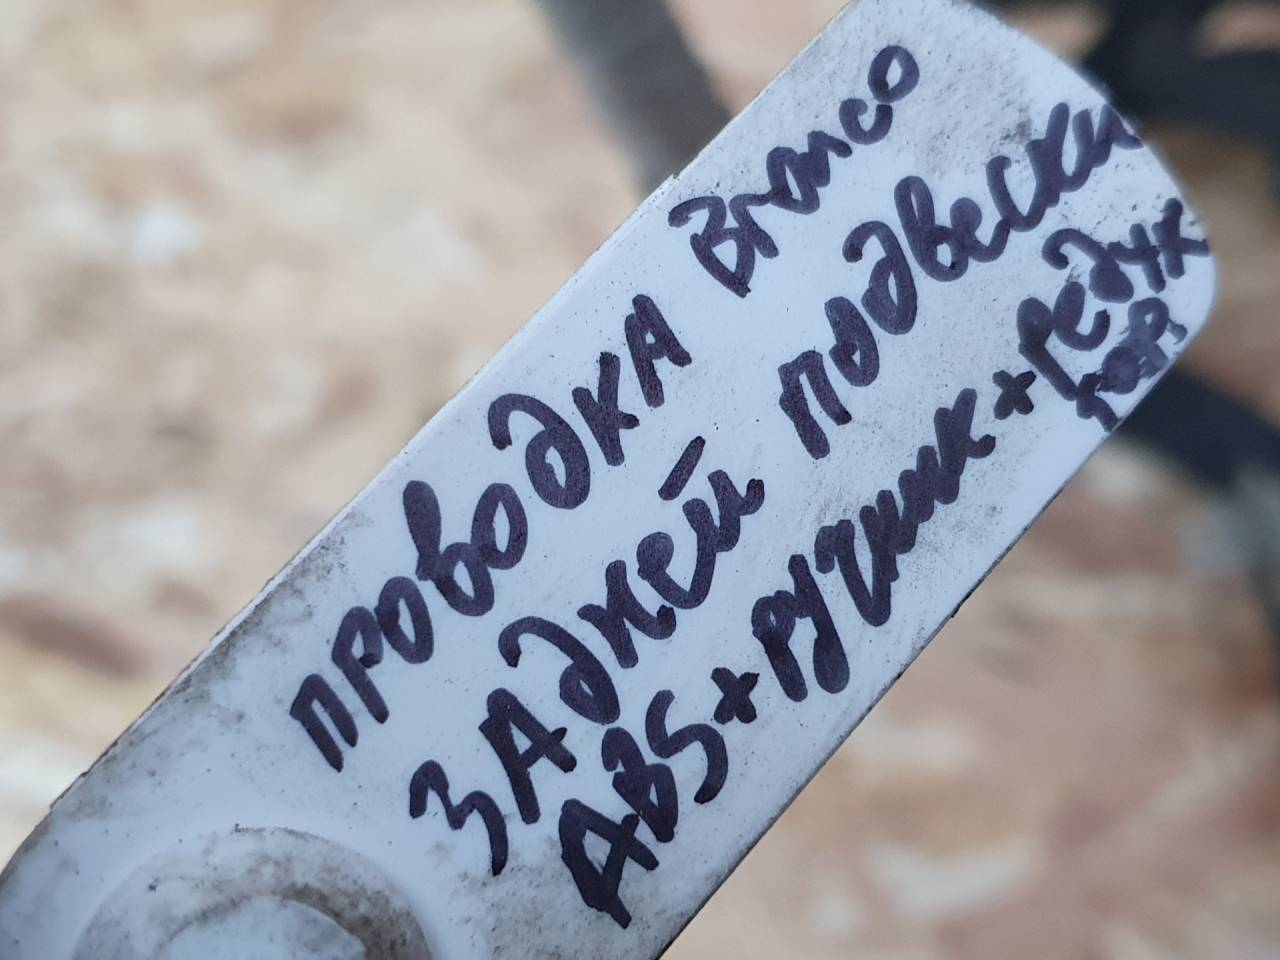 проводка Bronco
задней подвески
ABS+ручник+редук
тор